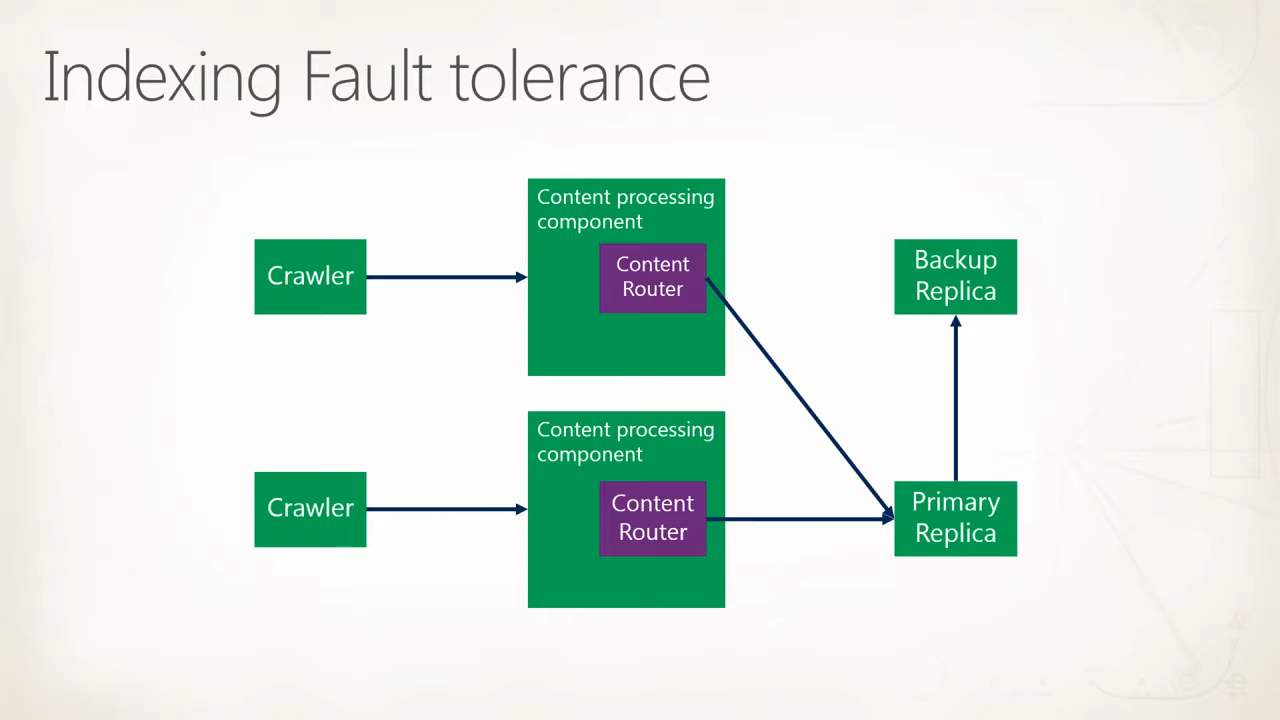 Indexing Fault tolerance
Content processing
component
Content
Router
Crawler
Backup
Replica
Content processing
component
Content
Router
Crawler
Primary
Replica